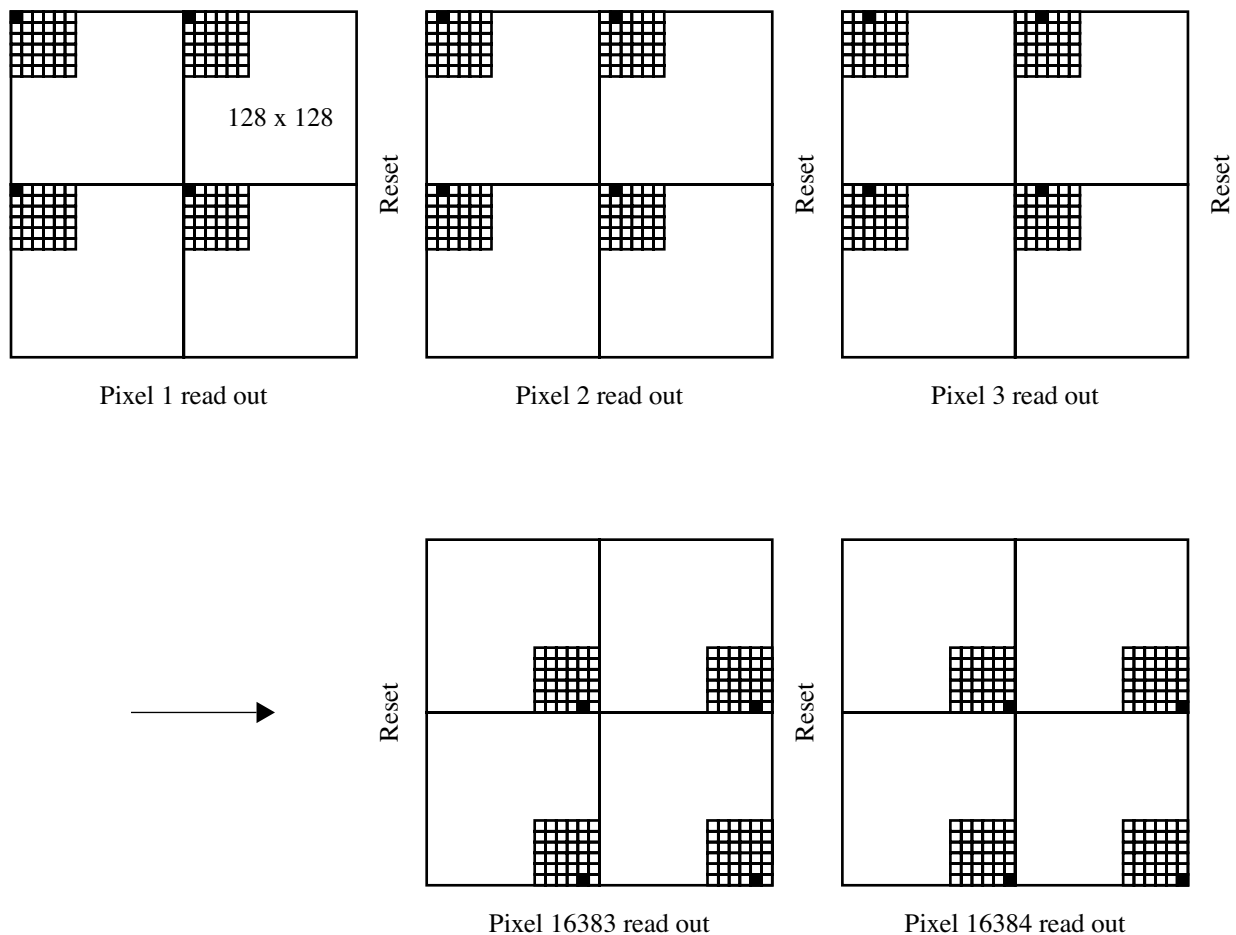 128 x 128
Reset
Reset
Reset
Pixel 1 read out
Pixel 2 read out
Pixel 3 read out
Reset
Reset
Pixel 16383 read out
Pixel 16384 read out